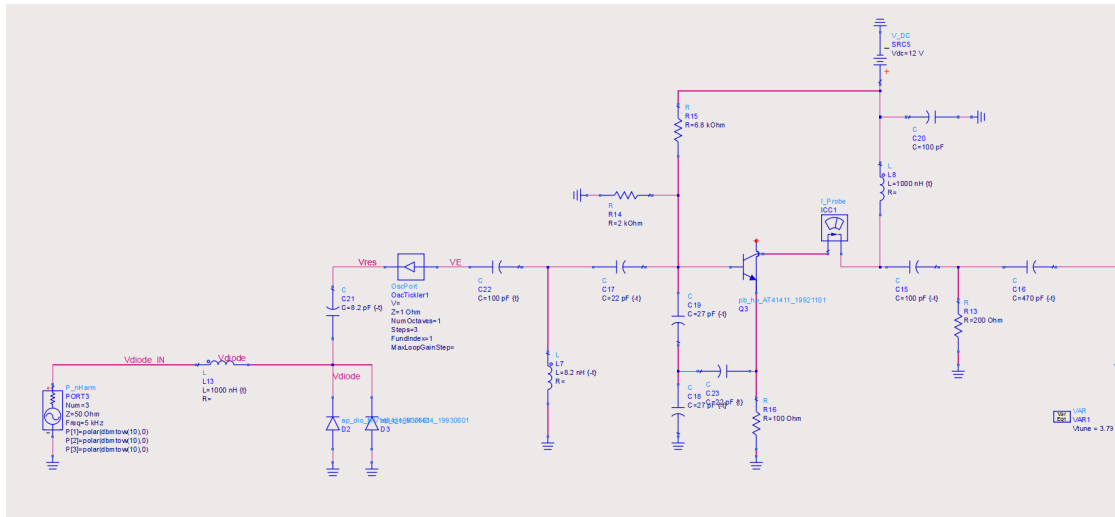 V_DC
SRC5
Vdc=12 V
R
R15
R=6.8 kOhm
C
C20
C=100 pF
L
L8
L=1000 nH {t}
R=
R
R14
R=2 kOhm
I_Probe
ICC1
Vres
VE
C
C21
C=8.2 pF {-t}
OscPort
OscTickler1
V=
Z=1 Ohm
NumOctaves=1
Steps=3
FundIndex=1
MaxLoopGainStep=
C
C22
C=100 pF {t}
C
C17
C=22 pF {-t}
C
C19
C=27 pF {-t}
pb_hp_AT41411_19921101
Q3
C
C15
C=100 pF {-t}
C
C16
C=470 pF {-t}
R
R13
R=200 Ohm
Vdiode_IN
Vdiode
L
L13
L=1000 nH {t}
R=
Vdiode
L
L7
L=8.2 nH {-t}
R=
C
C18
C=27 pF {-t}
C
C23
R
R16
R=100 Ohm
P_nHarm
PORT3
Num=3
Z=50 Ohm
Freq=5 kHz
P[1]=polar(dbmtow(10),0)
P[2]=polar(dbmtow(10),0)
P[3]=polar(dbmtow(10),0)
D2
D3
Var
Eqn
VAR
VAR1
Vtune = 3.79